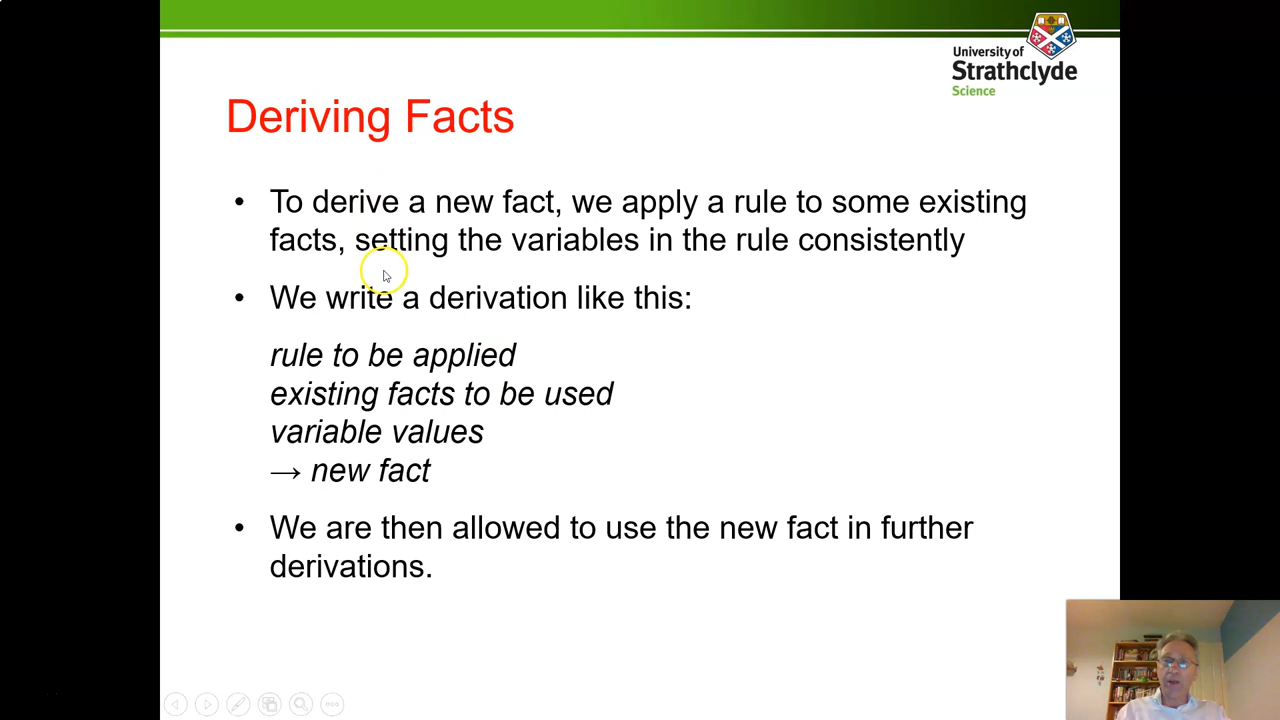 University of
Strathclyde
Science
Deriving Facts
• To derive a new fact, we apply a rule to some existing
facts, setting the variables in the rule consistently
• We write a derivation like this:
rule to be applied
existing facts to be used
variable values
→ new fact
• We are then allowed to use the new fact in further
derivations.